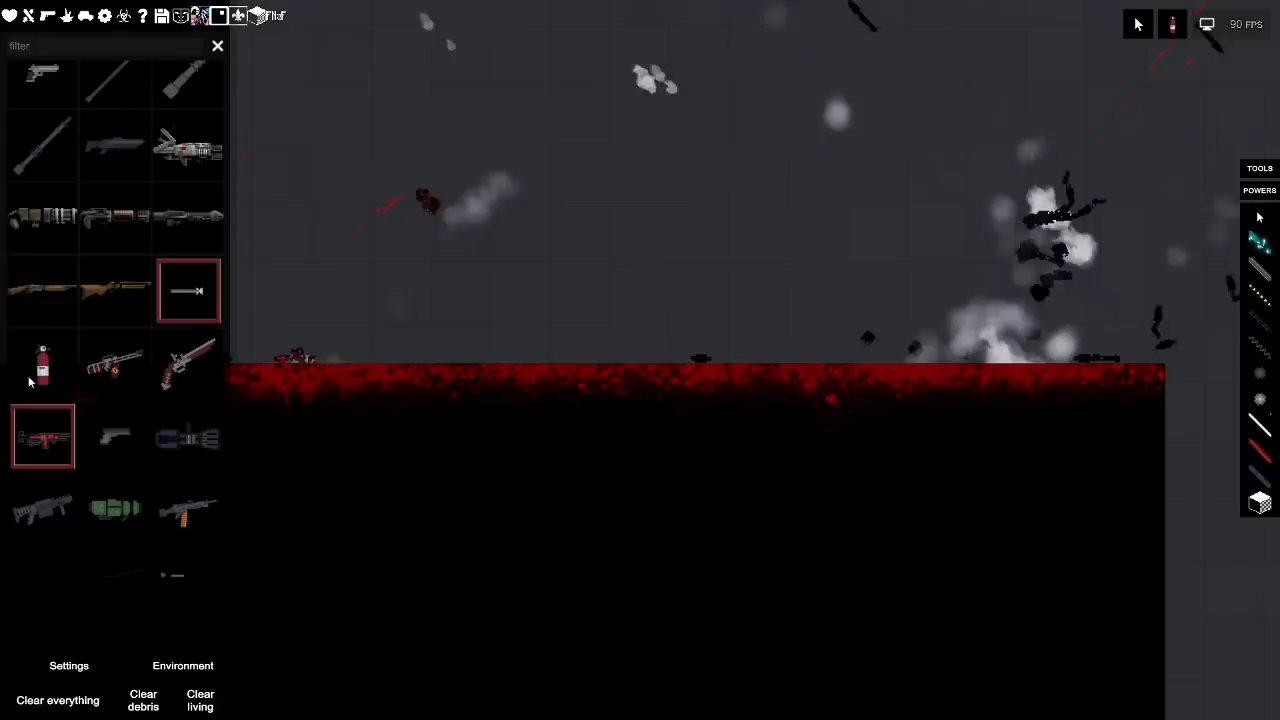 filter
90 FPS
TOOLS
POWERS
Settings
Environment
Clear everything
Clear
debris
Clear
living